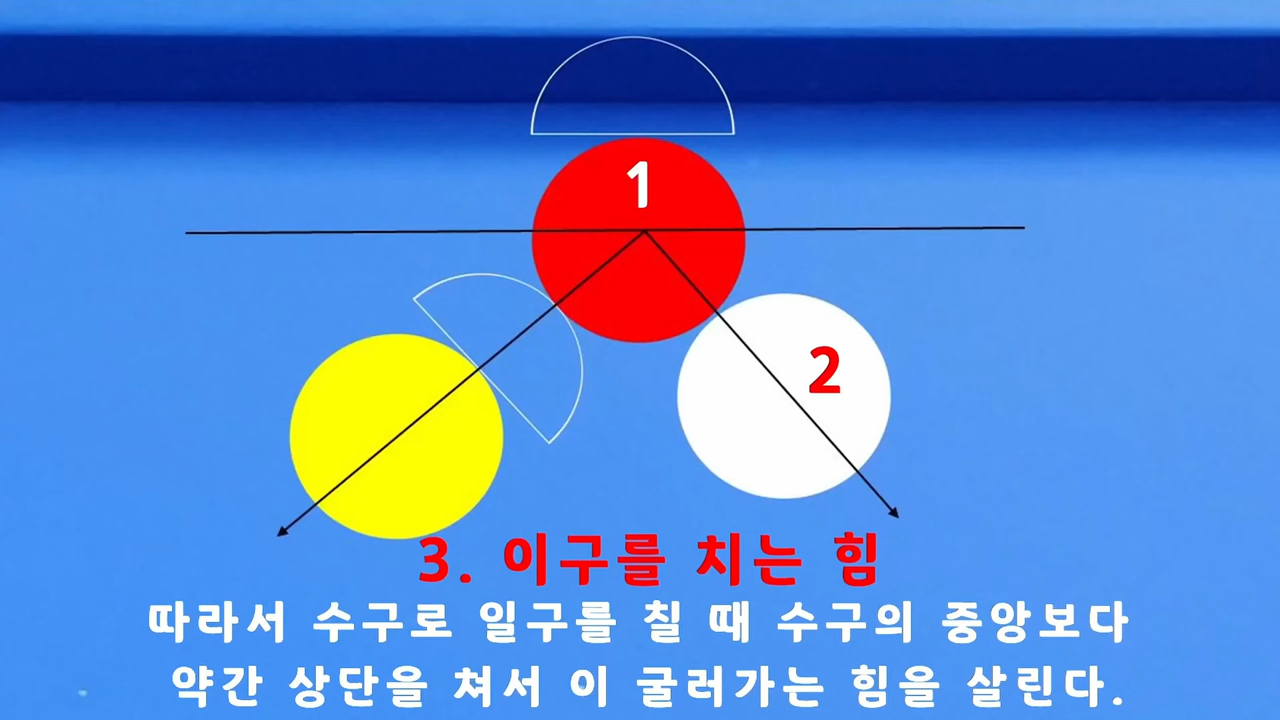 1
2
3. 이구를 치는 힘
따라서 수구로 일구를 칠 때 수구의 중앙보다
약간 상단을 쳐서 이 굴러가는 힘을 살린다.